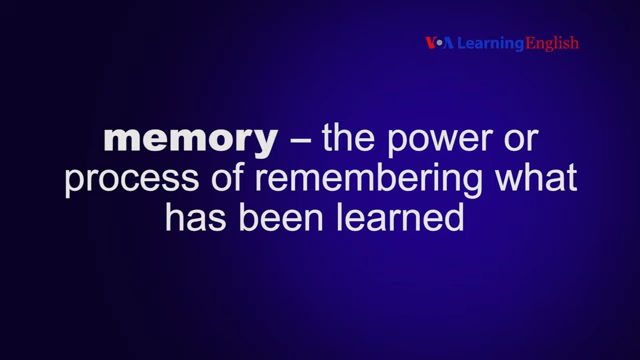 VOA Learning English
memory – the power or
process of remembering what
has been learned